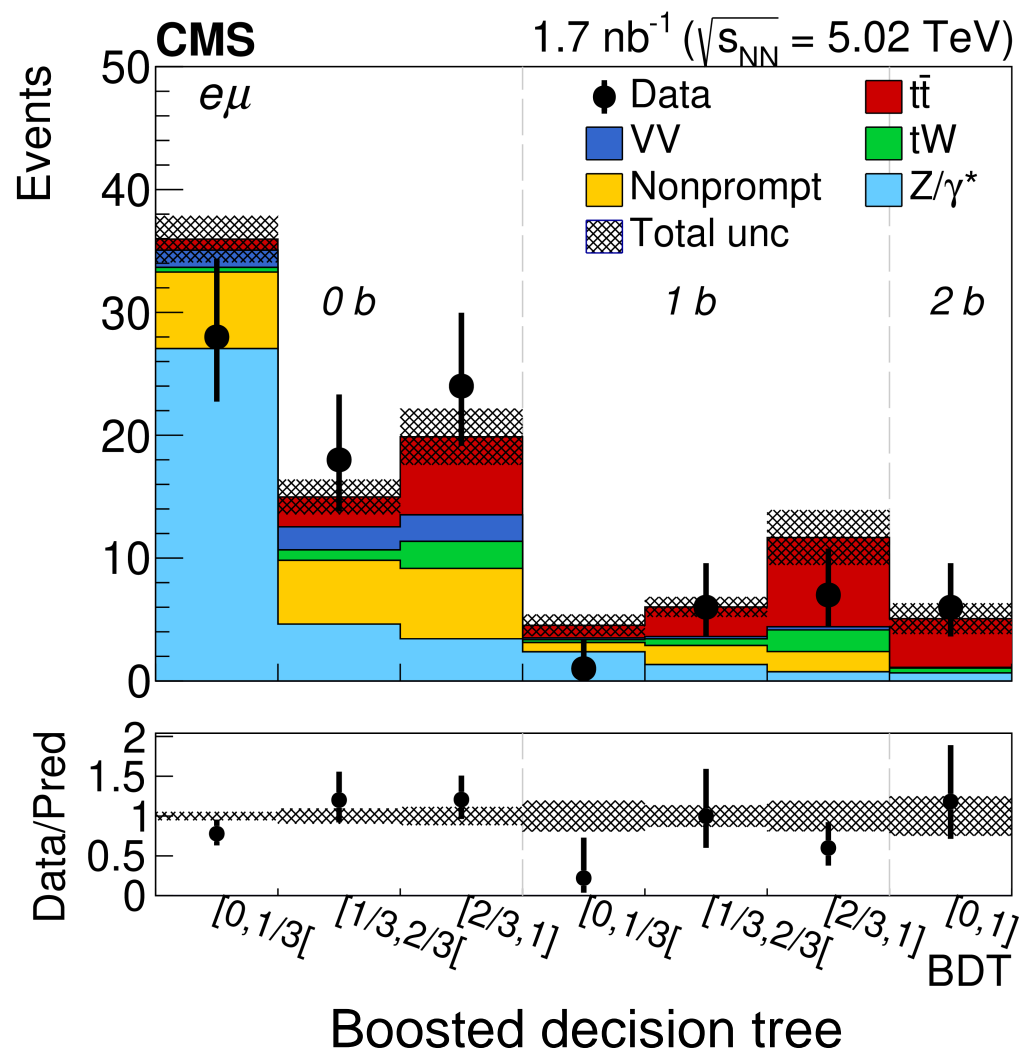 CMS
1.7 nb⁻¹ (√s_NN = 5.02 TeV)
Events
50
40
30
20
10
0
eμ
Data
tt̄
VV
tW
Nonprompt
Z/γ*
Total unc
0 b
1 b
2 b
Data/Pred
2
1.5
1
0.5
0
[0,1/3[
[1/3,2/3[
[2/3,1]
[0,1/3[
[1/3,2/3[
[2/3,1]
[0,1]
BDT
Boosted decision tree